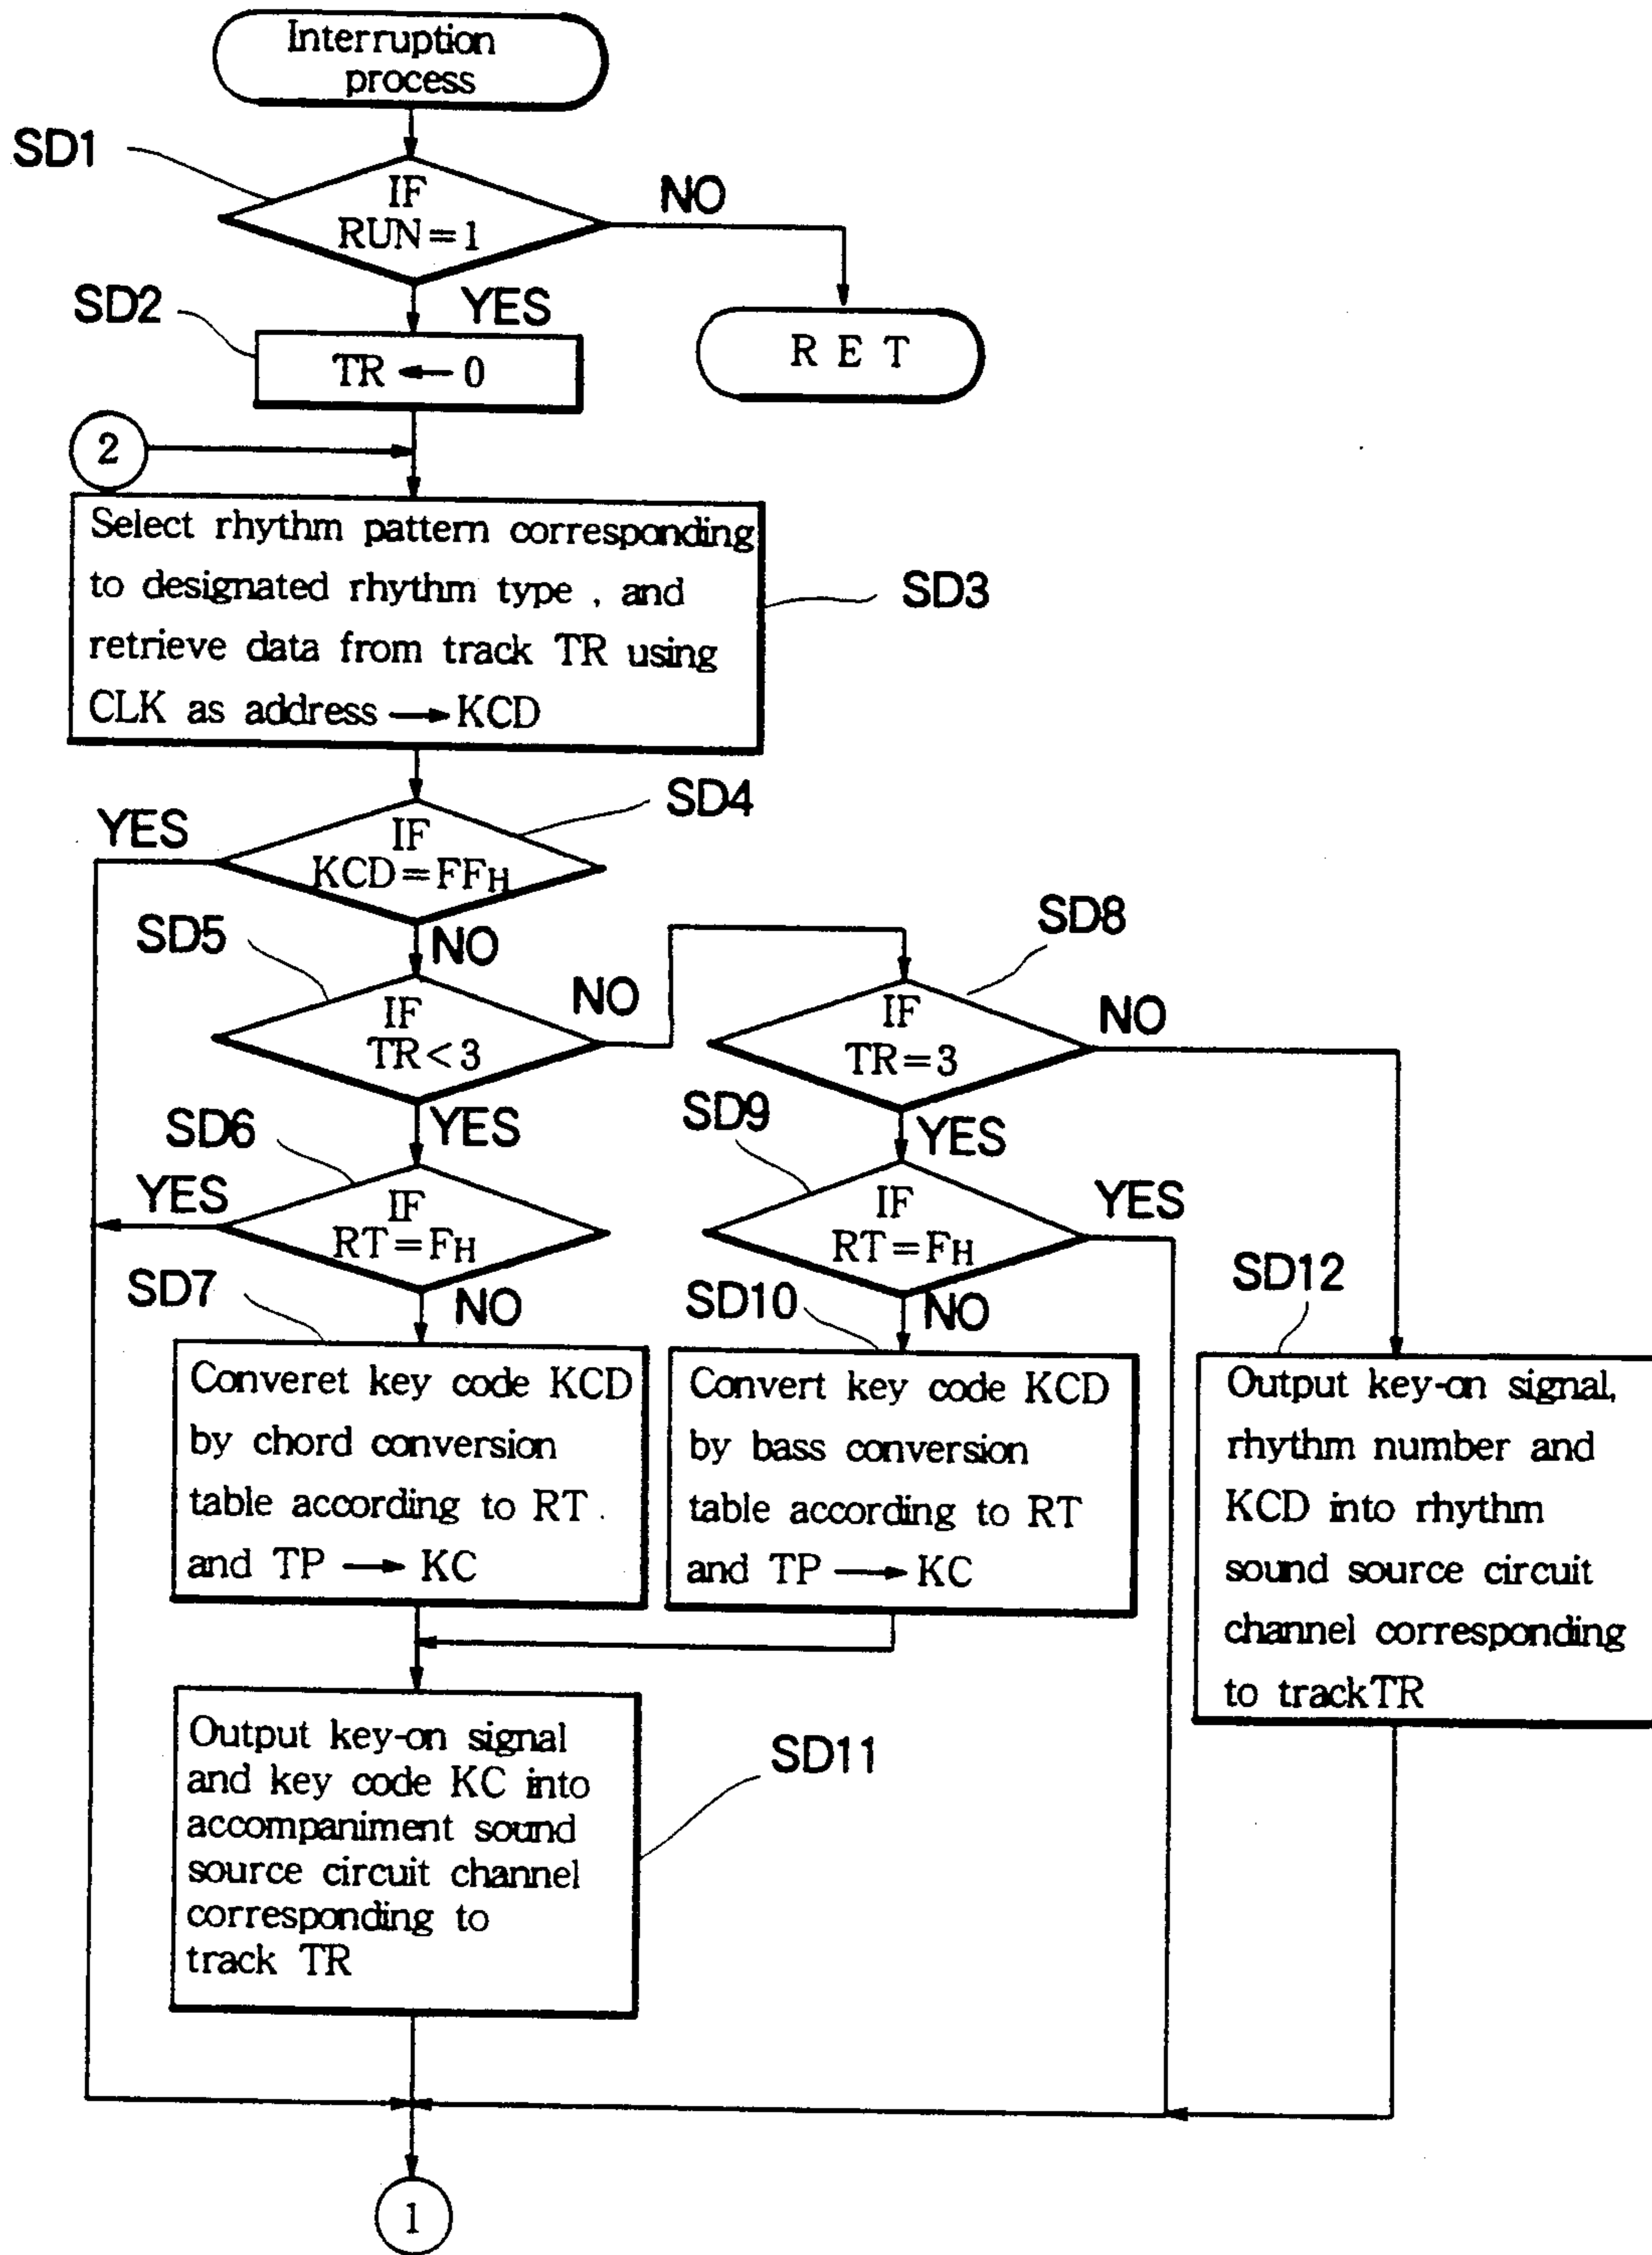 Interruption
process
SD1
IF
RUN=1
NO
YES
SD2
TR ← 0
R E T
2
Select rhythm pattern corresponding
to designated rhythm type , and
retrieve data from track TR using
CLK as address → KCD
SD3
SD4
YES
IF
KCD=FFH
NO
SD5
IF
TR<3
NO
YES
SD8
IF
TR=3
NO
YES
SD6
YES
IF
RT=FH
NO
SD9
IF
RT=FH
YES
NO
SD7
Converet key code KCD
by chord conversion
table according to RT .
and TP → KC
SD10
Convert key code KCD
by bass conversion
table according to RT
and TP → KC
SD12
Output key-on signal,
rhythm number and
KCD into rhythm
sound source circuit
channel corresponding
to trackTR
Output key-on signal
and key code KC into
accompaniment sound
source circuit channel
corresponding to
track TR
SD11
1